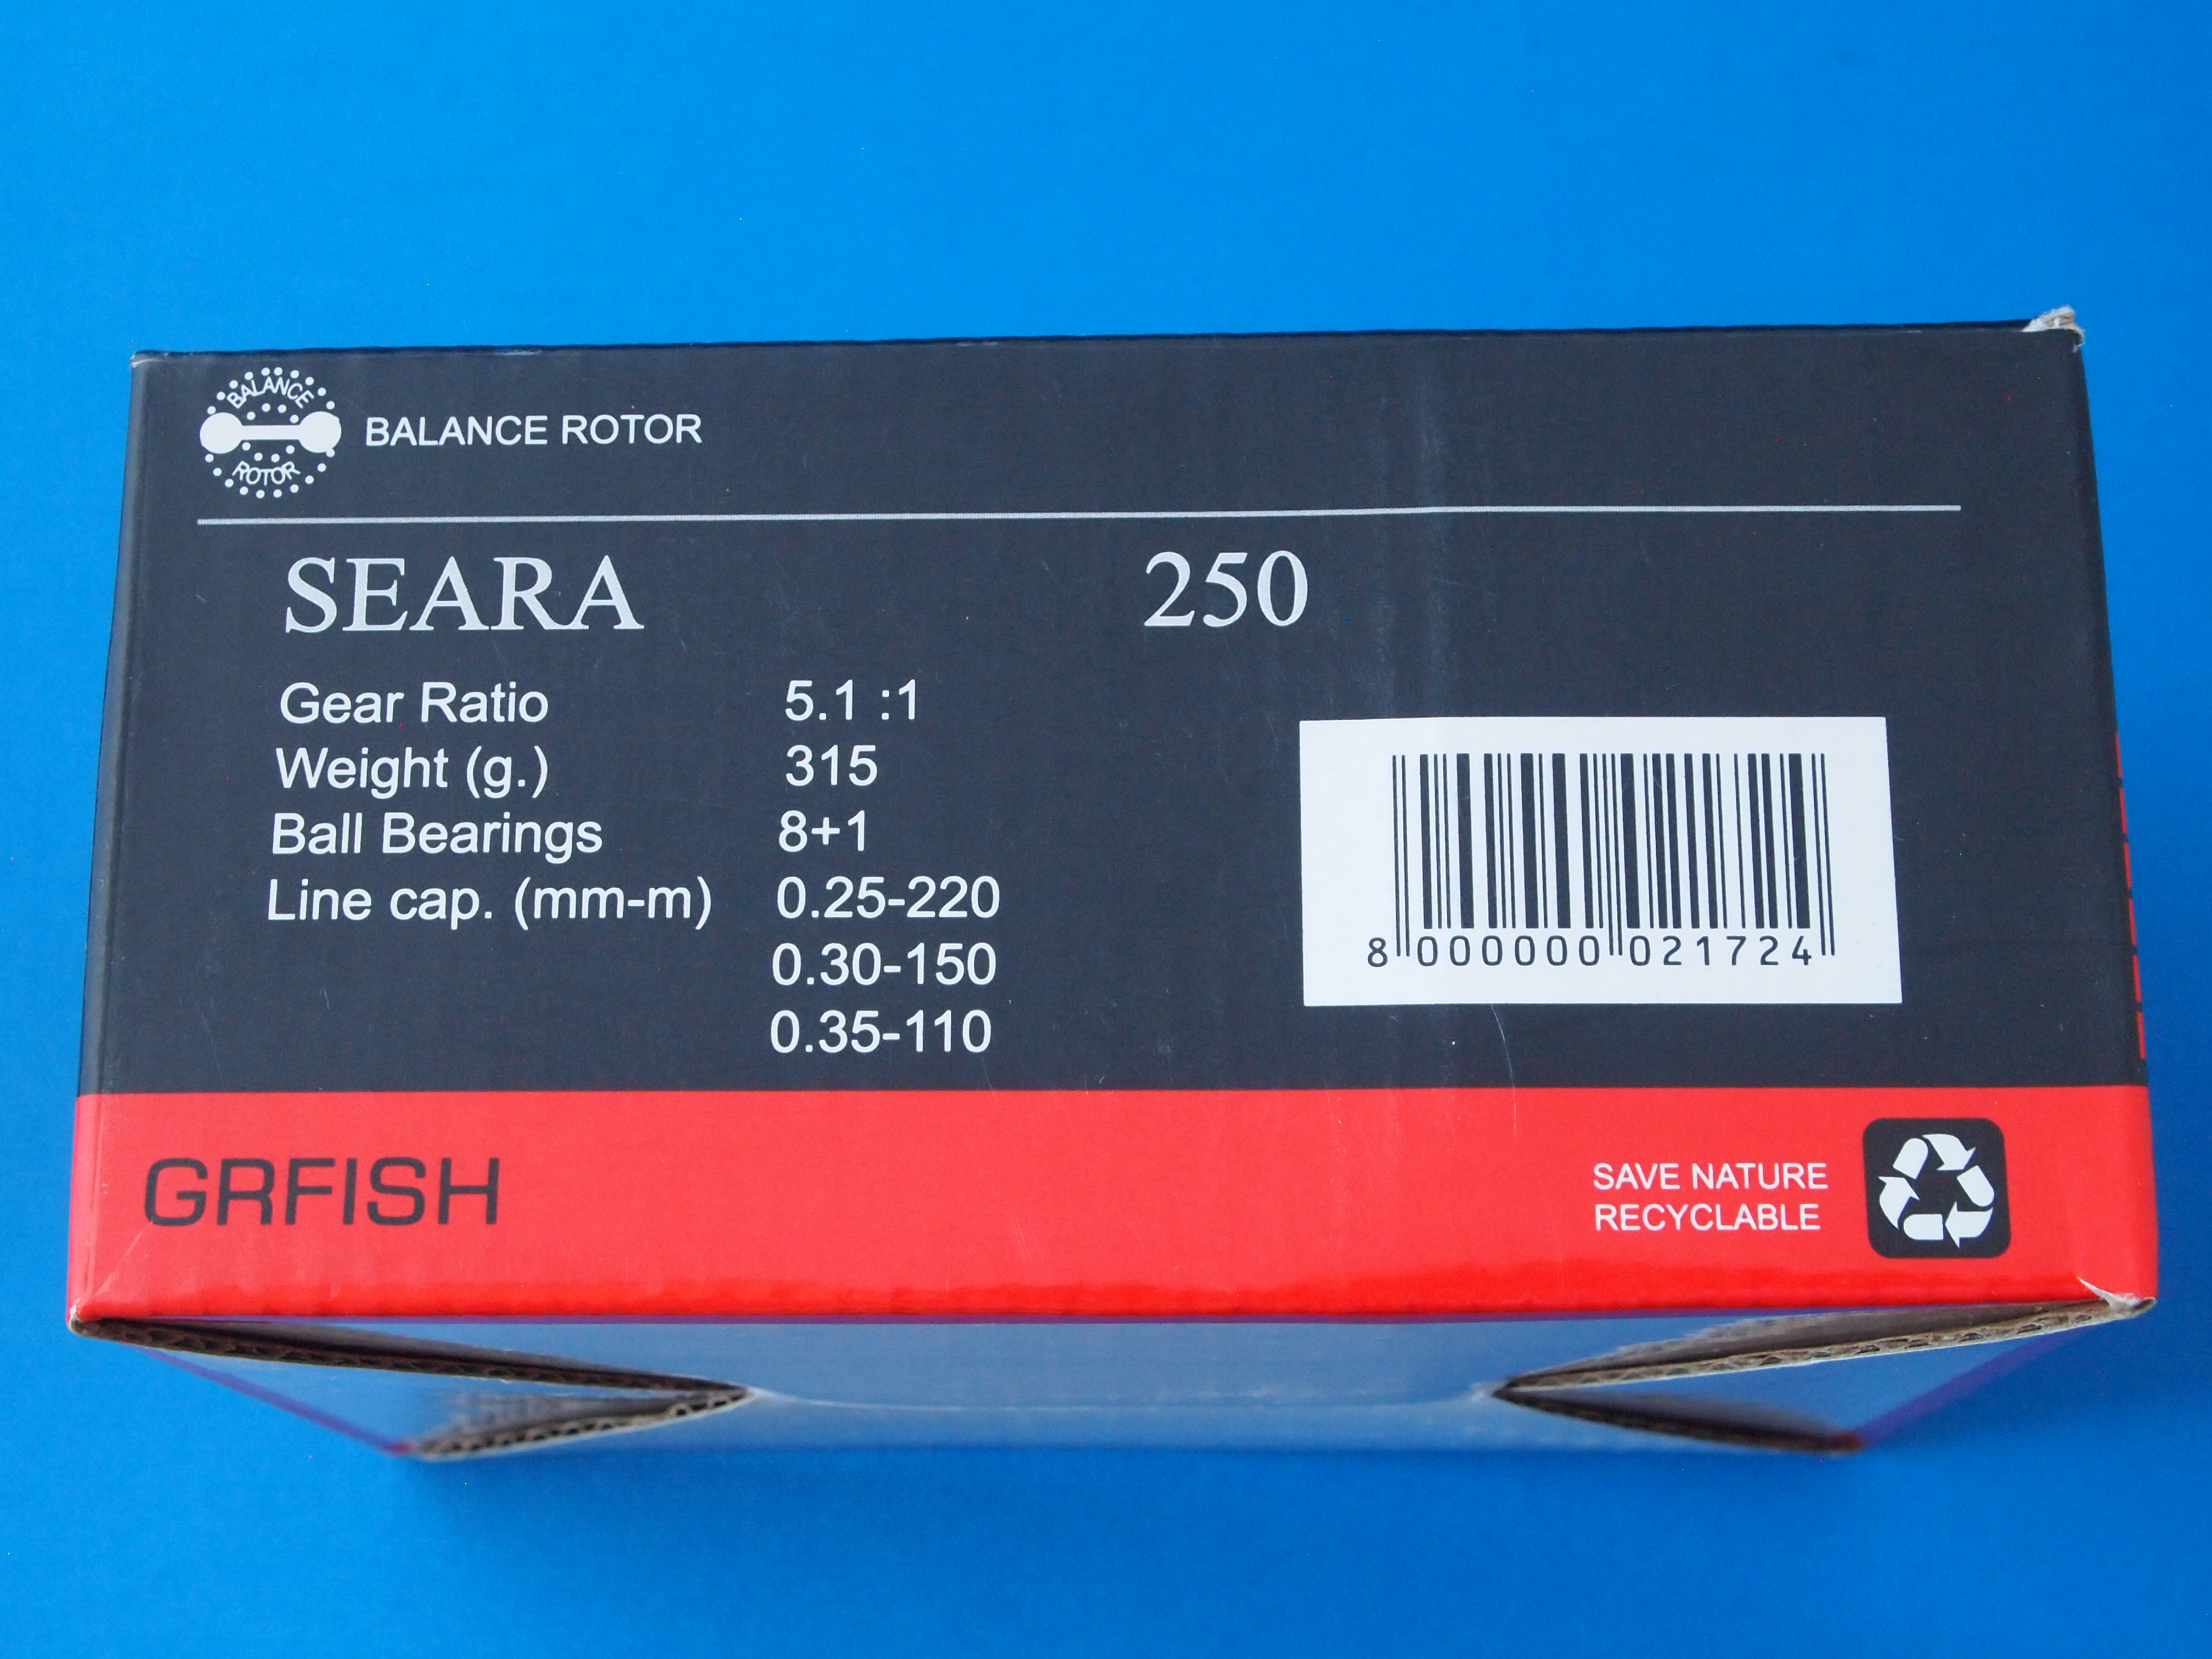 BALANCE
ROTOR
BALANCE ROTOR
SEARA 250
Gear Ratio 5.1 :1
Weight (g.) 315
Ball Bearings 8+1
Line cap. (mm-m) 0.25-220
0.30-150
0.35-110
8 000000 021724
GRFISH
SAVE NATURE
RECYCLABLE